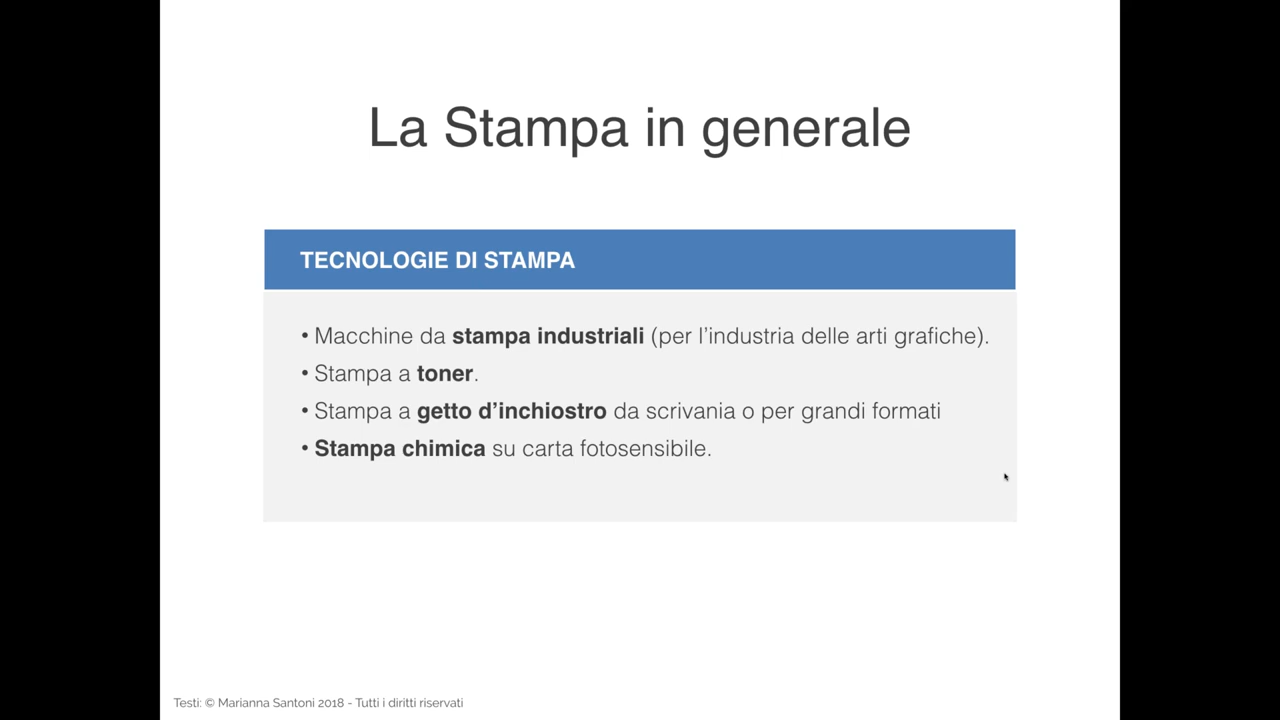 La Stampa in generale
TECNOLOGIE DI STAMPA
• Macchine da stampa industriali (per l’industria delle arti grafiche).
• Stampa a toner.
• Stampa a getto d’inchiostro da scrivania o per grandi formati
• Stampa chimica su carta fotosensibile.
Testi: © Marianna Santoni 2018 - Tutti i diritti riservati